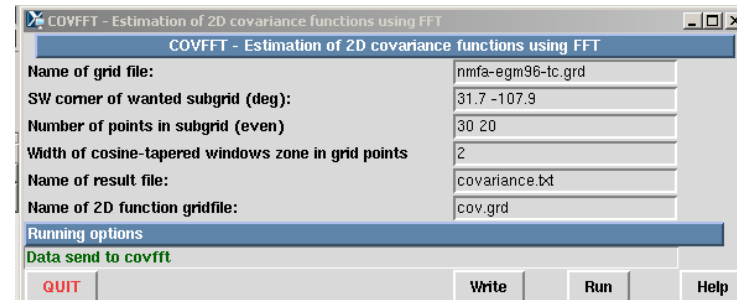 COVFFT - Estimation of 2D covariance functions using FFT
COVFFT - Estimation of 2D covariance functions using FFT
Name of grid file: nmfa-egm96-tc.grd
SW corner of wanted subgrid (deg): 31.7 -107.9
Number of points in subgrid (even) 30 20
Width of cosine-tapered windows zone in grid points 2
Name of result file: covariance.txt
Name of 2D function gridfile: cov.grd
Running options
Data send to covfft
QUIT Write Run Help